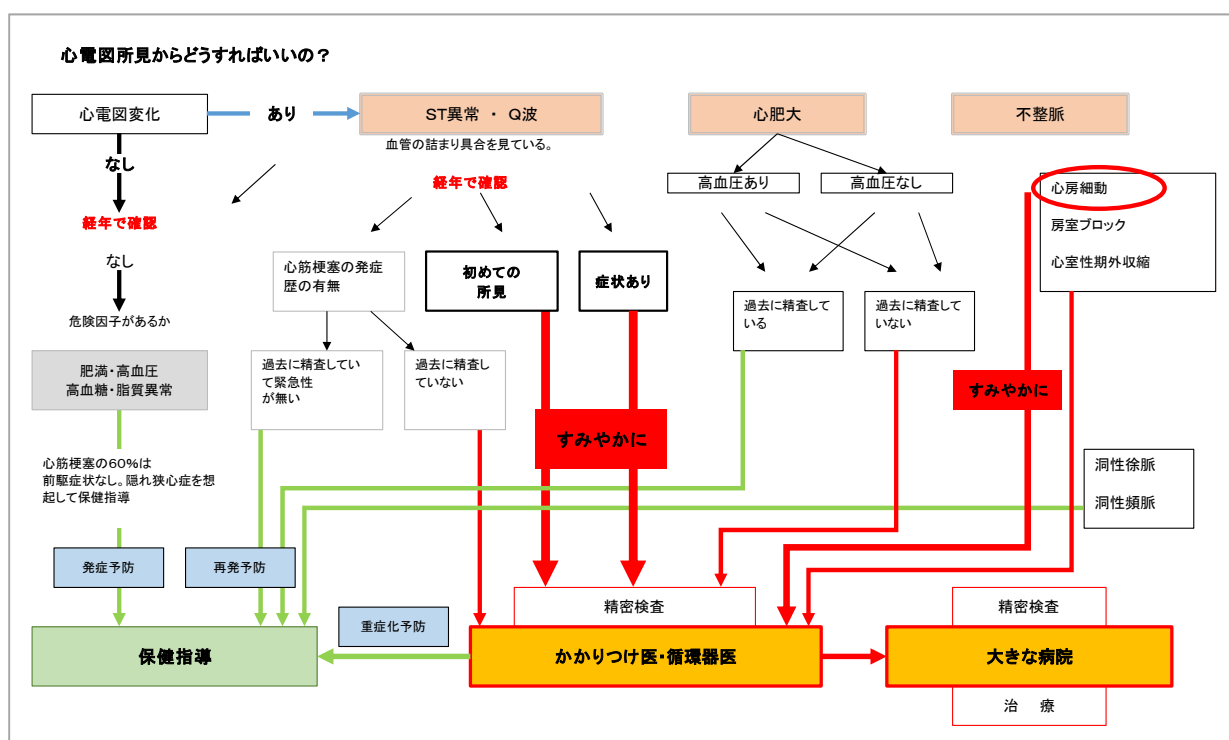 心電図所見からどうすればいいの？
心電図変化
あり
ST異常 ・ Q波
心肥大
不整脈
血管の詰まり具合を見ている。
なし
経年で確認
高血圧あり
高血圧なし
心房細動
房室ブロック
心室性期外収縮
経年で確認
なし
心筋梗塞の発症
歴の有無
初めての
所見
症状あり
過去に精査して
いる
過去に精査して
いない
危険因子があるか
肥満・高血圧
高血糖・脂質異常
過去に精査してい
て緊急性
が無い
過去に精査し
ていない
すみやかに
すみやかに
心筋梗塞の60％は
前駆症状なし。隠れ狭心症を想
起して保健指導
洞性徐脈
洞性頻脈
発症予防
再発予防
精密検査
精密検査
重症化予防
保健指導
かかりつけ医・循環器医
大きな病院
治　療